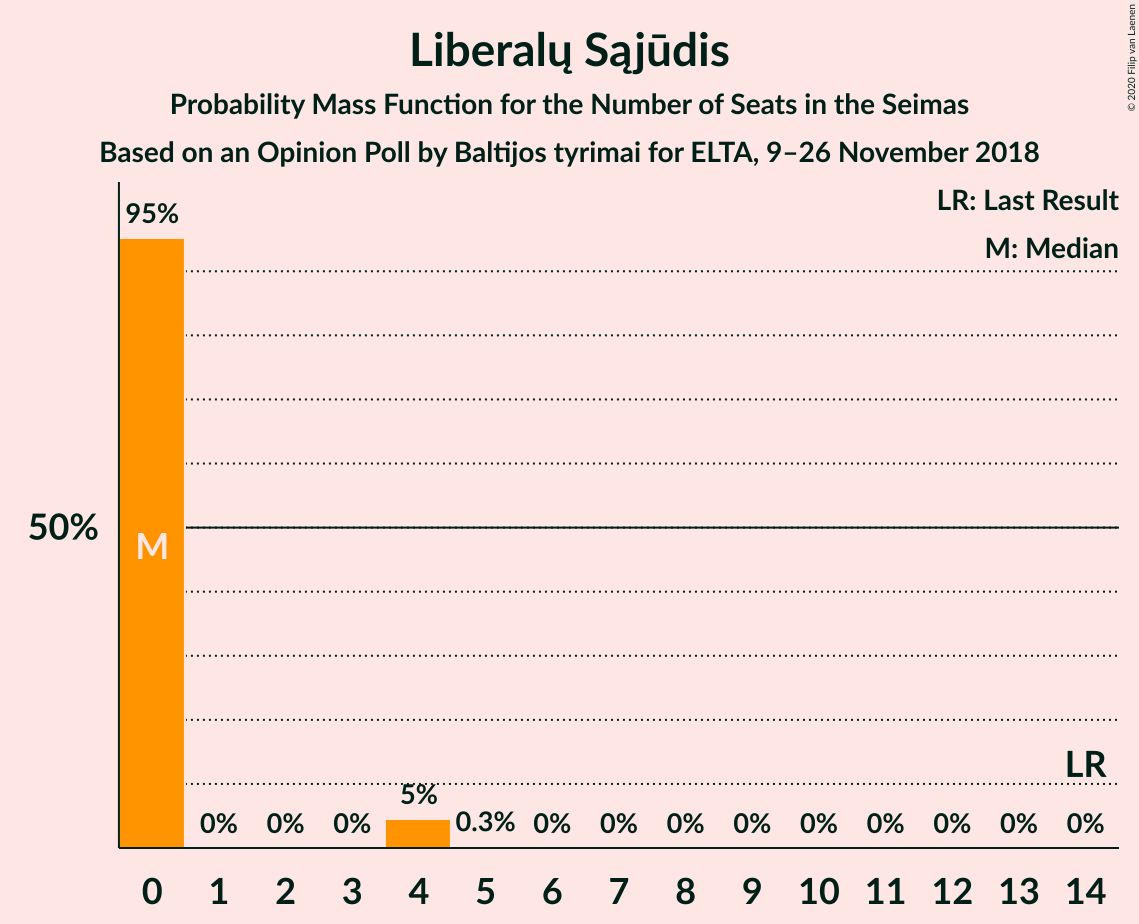 Liberalų Sąjūdis
Probability Mass Function for the Number of Seats in the Seimas
Based on an Opinion Poll by Baltijos tyrimai for ELTA, 9–26 November 2018
© 2020 Filip van Laenen
LR: Last Result
M: Median
95%
50%
M
LR
5%
0% 0% 0% 0.3% 0% 0% 0% 0% 0% 0% 0% 0% 0%
0 1 2 3 4 5 6 7 8 9 10 11 12 13 14